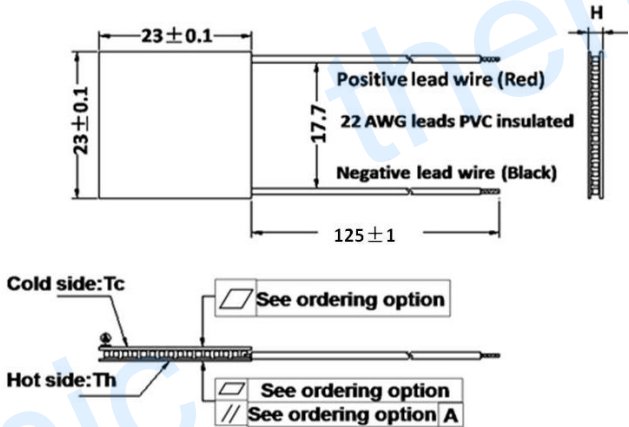 H
23±0.1
Positive lead wire (Red)
23±0.1
17.7
22 AWG leads PVC insulated
Negative lead wire (Black)
125±1
Cold side:Tc
See ordering option
Hot side:Th
See ordering option
// See ordering option A